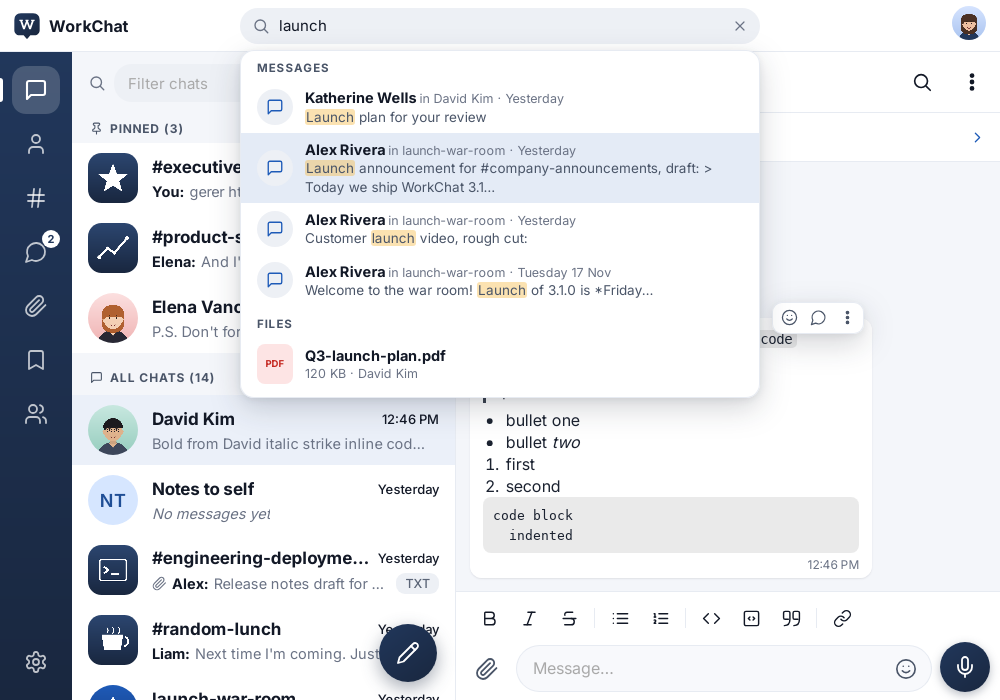 WorkChat
launch
Filter chats
PINNED (3)
#executive
You: gerer
#product-s
Elena: And I'
Elena Vanc
P.S. Don't for
ALL CHATS (14)
David Kim 12:46 PM
Bold from David italic strike inline cod...
NT
Notes to self Yesterday
No messages yet
#engineering-deployme... Yesterday
Alex: Release notes draft for ... TXT
#random-lunch
Liam: Next time I'm coming. Just
launch-war-room Yesterday
2
MESSAGES
Katherine Wells in David Kim · Yesterday
Launch plan for your review
Alex Rivera in launch-war-room · Yesterday
Launch announcement for #company-announcements, draft: >
Today we ship WorkChat 3.1...
Alex Rivera in launch-war-room · Yesterday
Customer launch video, rough cut:
Alex Rivera in launch-war-room · Tuesday 17 Nov
Welcome to the war room! Launch of 3.1.0 is *Friday...
FILES
PDF
Q3-launch-plan.pdf
120 KB · David Kim
code
• bullet one
• bullet two
1. first
2. second
code block
  indented
12:46 PM
Message...